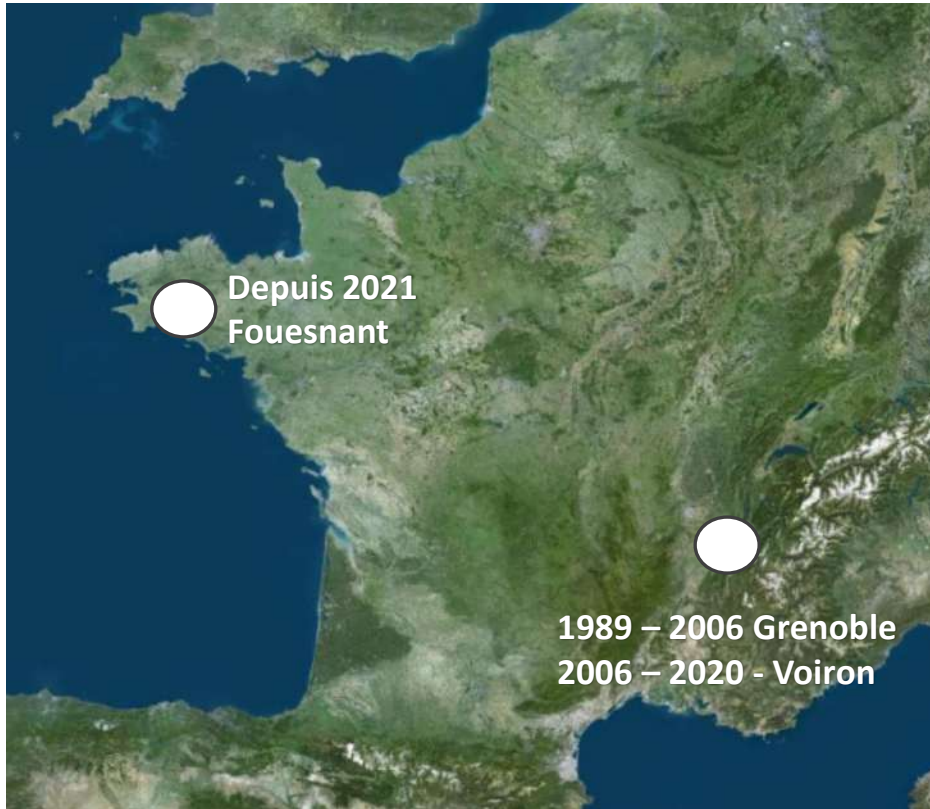 Depuis 2021
Fouesnant
1989 – 2006 Grenoble
2006 – 2020 - Voiron